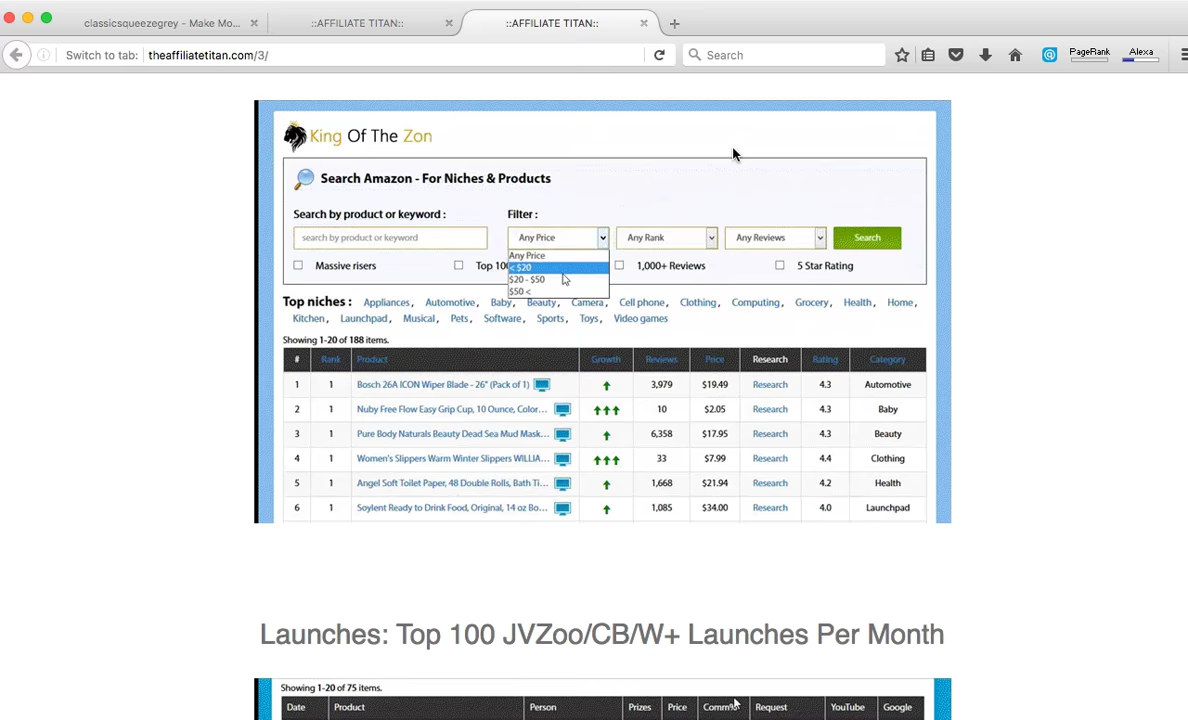 classicsqueezegrey - Make Mo...
::AFFILIATE TITAN::
::AFFILIATE TITAN::
Switch to tab: theaffiliatetitan.com/3/
Search
PageRank
Alexa
King Of The Zon
Search Amazon - For Niches & Products
Search by product or keyword :
Filter :
search by product or keyword
Any Price
Any Rank
Any Reviews
Search
Any Price
< $20
$20 - $50
$50 <
Massive risers
Top 100
1,000+ Reviews
5 Star Rating
Top niches : Appliances, Automotive, Baby, Beauty, Camera, Cell phone, Clothing, Computing, Grocery, Health, Home,
Kitchen, Launchpad, Musical, Pets, Software, Sports, Toys, Video games
Showing 1-20 of 188 items.
# Rank Product Growth Reviews Price Research Rating Category
1 1 Bosch 26A ICON Wiper Blade - 26" (Pack of 1) 3,979 $19.49 Research 4.3 Automotive
2 1 Nuby Free Flow Easy Grip Cup, 10 Ounce, Color... 10 $2.05 Research 4.3 Baby
3 1 Pure Body Naturals Beauty Dead Sea Mud Mask... 6,358 $17.95 Research 4.3 Beauty
4 1 Women's Slippers Warm Winter Slippers WILLIA... 33 $7.99 Research 4.4 Clothing
5 1 Angel Soft Toilet Paper, 48 Double Rolls, Bath Ti... 1,668 $21.94 Research 4.2 Health
6 1 Soylent Ready to Drink Food, Original, 14 oz Bo... 1,085 $34.00 Research 4.0 Launchpad
Launches: Top 100 JVZoo/CB/W+ Launches Per Month
Showing 1-20 of 75 items.
Date Product Person Prizes Price Comm% Request YouTube Google